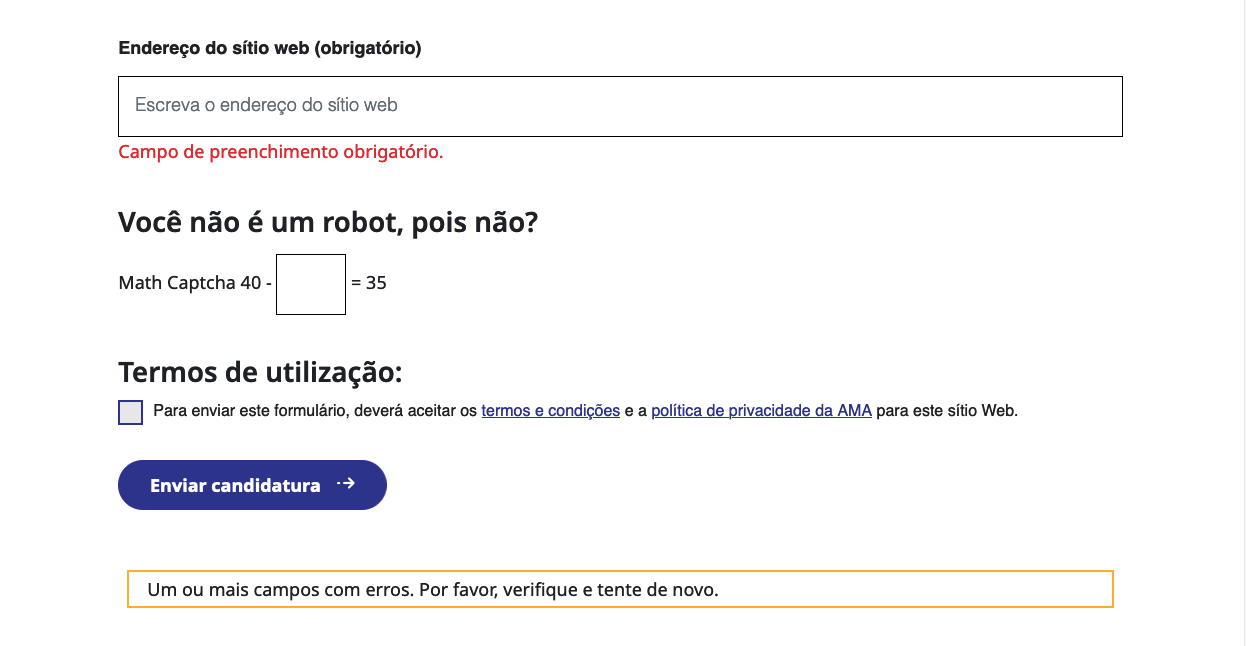 Endereço do sítio web (obrigatório)
Escreva o endereço do sítio web
Campo de preenchimento obrigatório.
Você não é um robot, pois não?
Math Captcha 40 - = 35
Termos de utilização:
Para enviar este formulário, deverá aceitar os termos e condições e a política de privacidade da AMA para este sítio Web.
Enviar candidatura
Um ou mais campos com erros. Por favor, verifique e tente de novo.